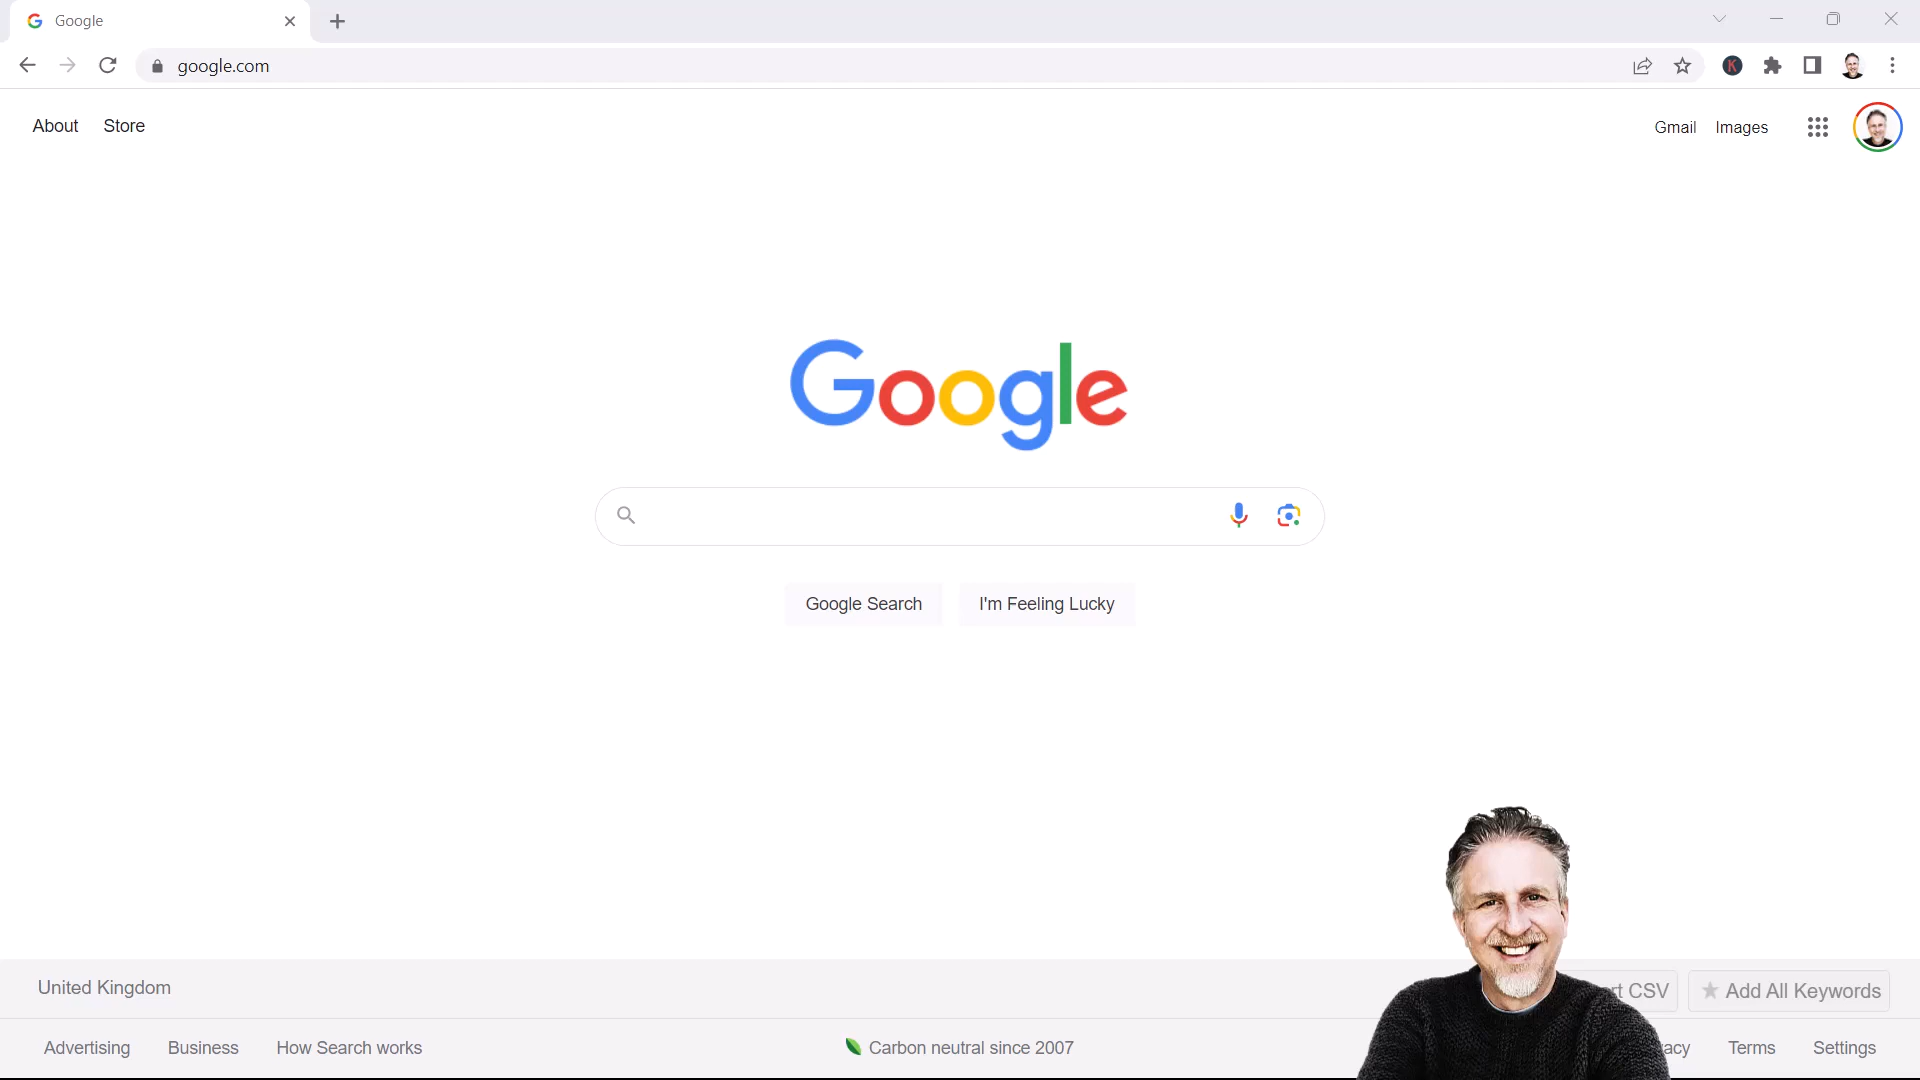 Google
google.com
About Store
Gmail Images
Google
Google Search I'm Feeling Lucky
United Kingdom
CSV
Add All Keywords
Advertising Business How Search works
Carbon neutral since 2007
Terms Settings